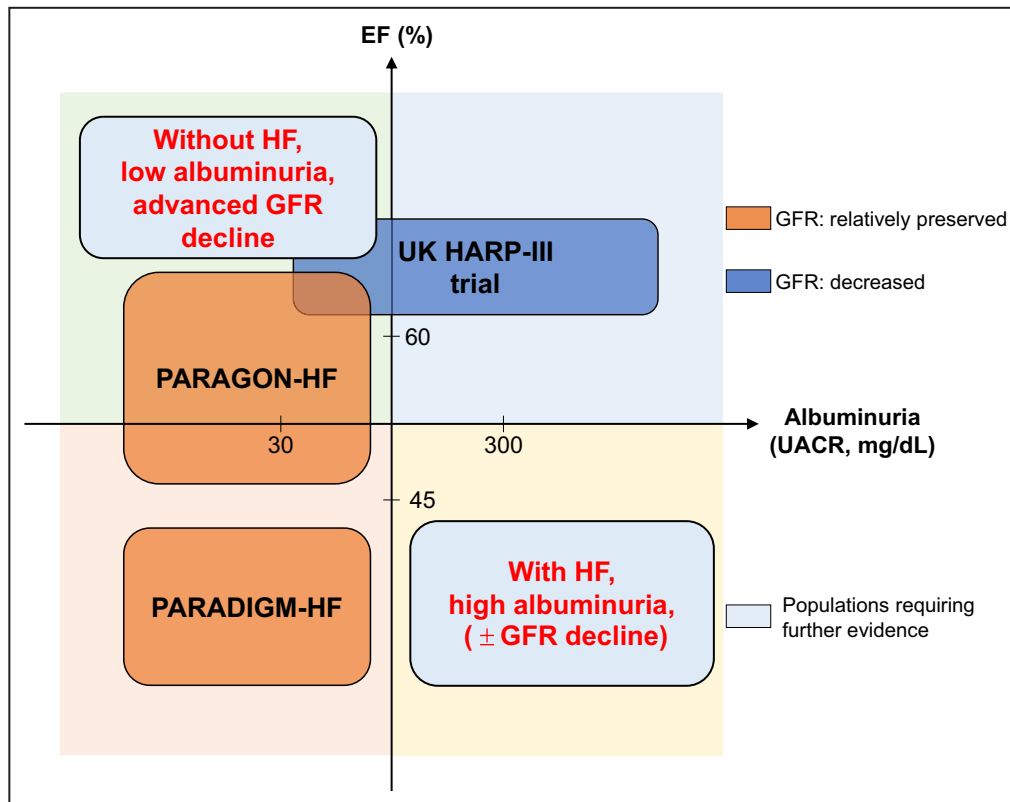 EF (%)
Without HF,
low albuminuria,
advanced GFR
decline
UK HARP-III
trial
GFR: relatively preserved
GFR: decreased
60
PARAGON-HF
30
300
Albuminuria
(UACR, mg/dL)
45
PARADIGM-HF
With HF,
high albuminuria,
( ± GFR decline)
Populations requiring
further evidence